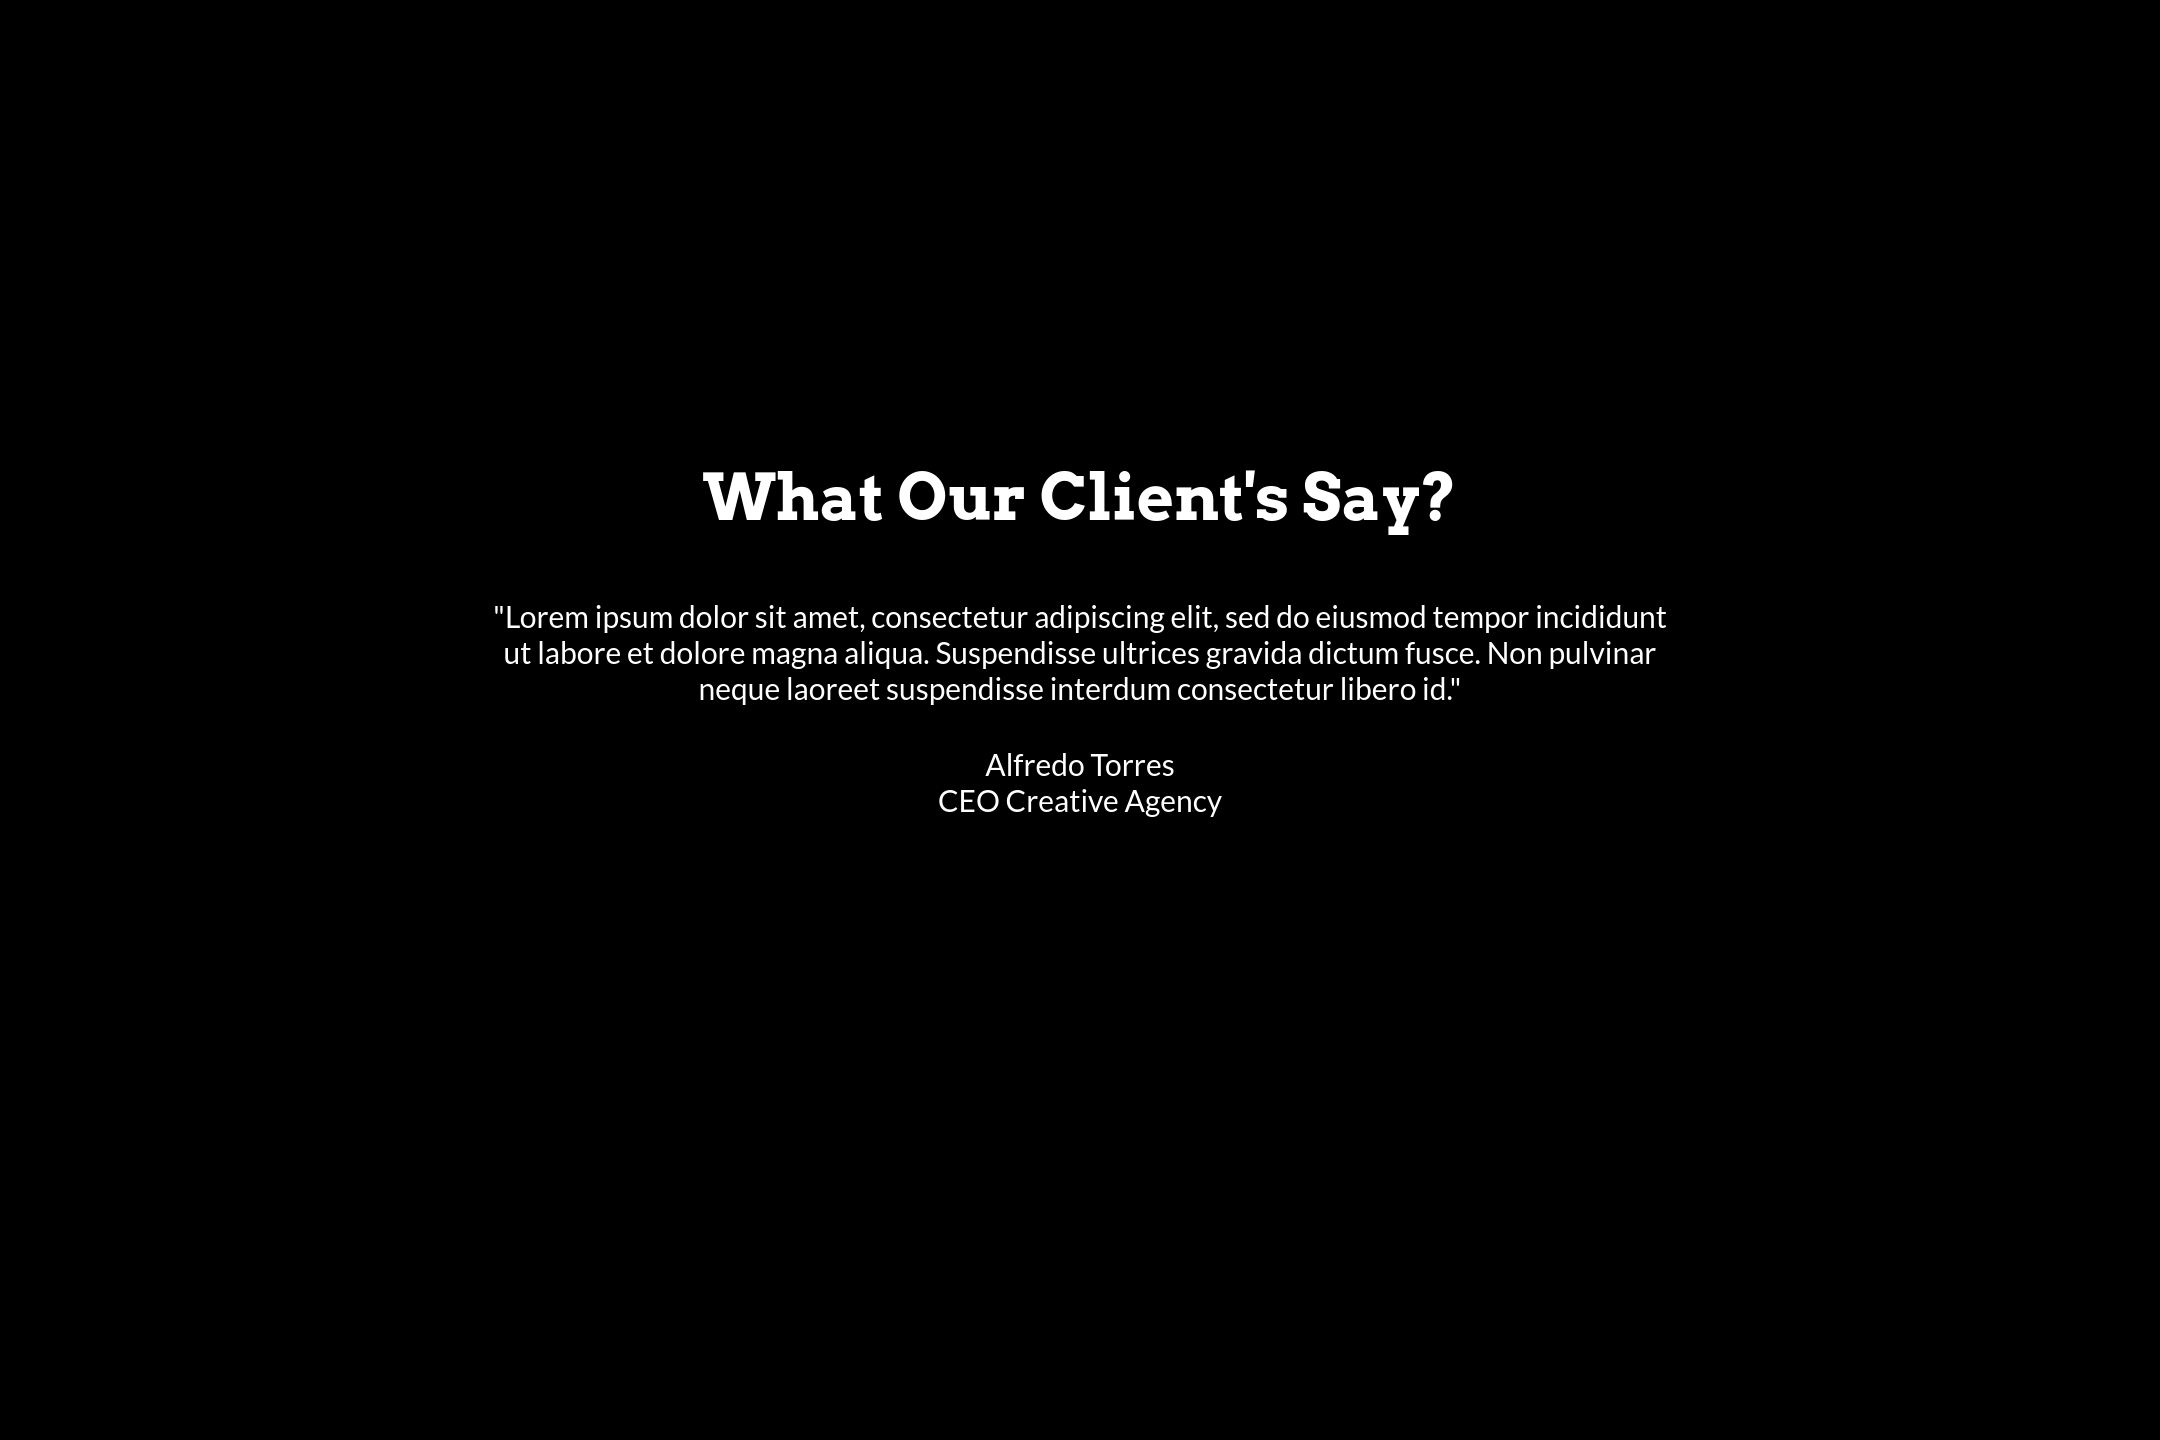 What Our Client's Say?
"Lorem ipsum dolor sit amet, consectetur adipiscing elit, sed do eiusmod tempor incididunt
ut labore et dolore magna aliqua. Suspendisse ultrices gravida dictum fusce. Non pulvinar
neque laoreet suspendisse interdum consectetur libero id."
Alfredo Torres
CEO Creative Agency